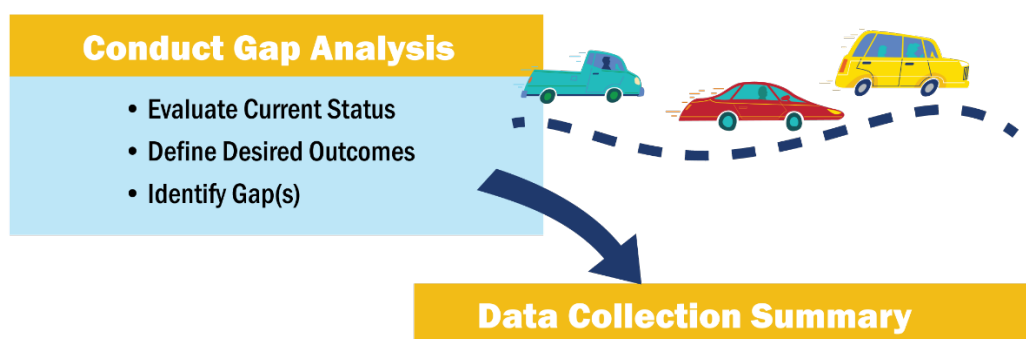 Conduct Gap Analysis
• Evaluate Current Status
• Define Desired Outcomes
• Identify Gap(s)
Data Collection Summary